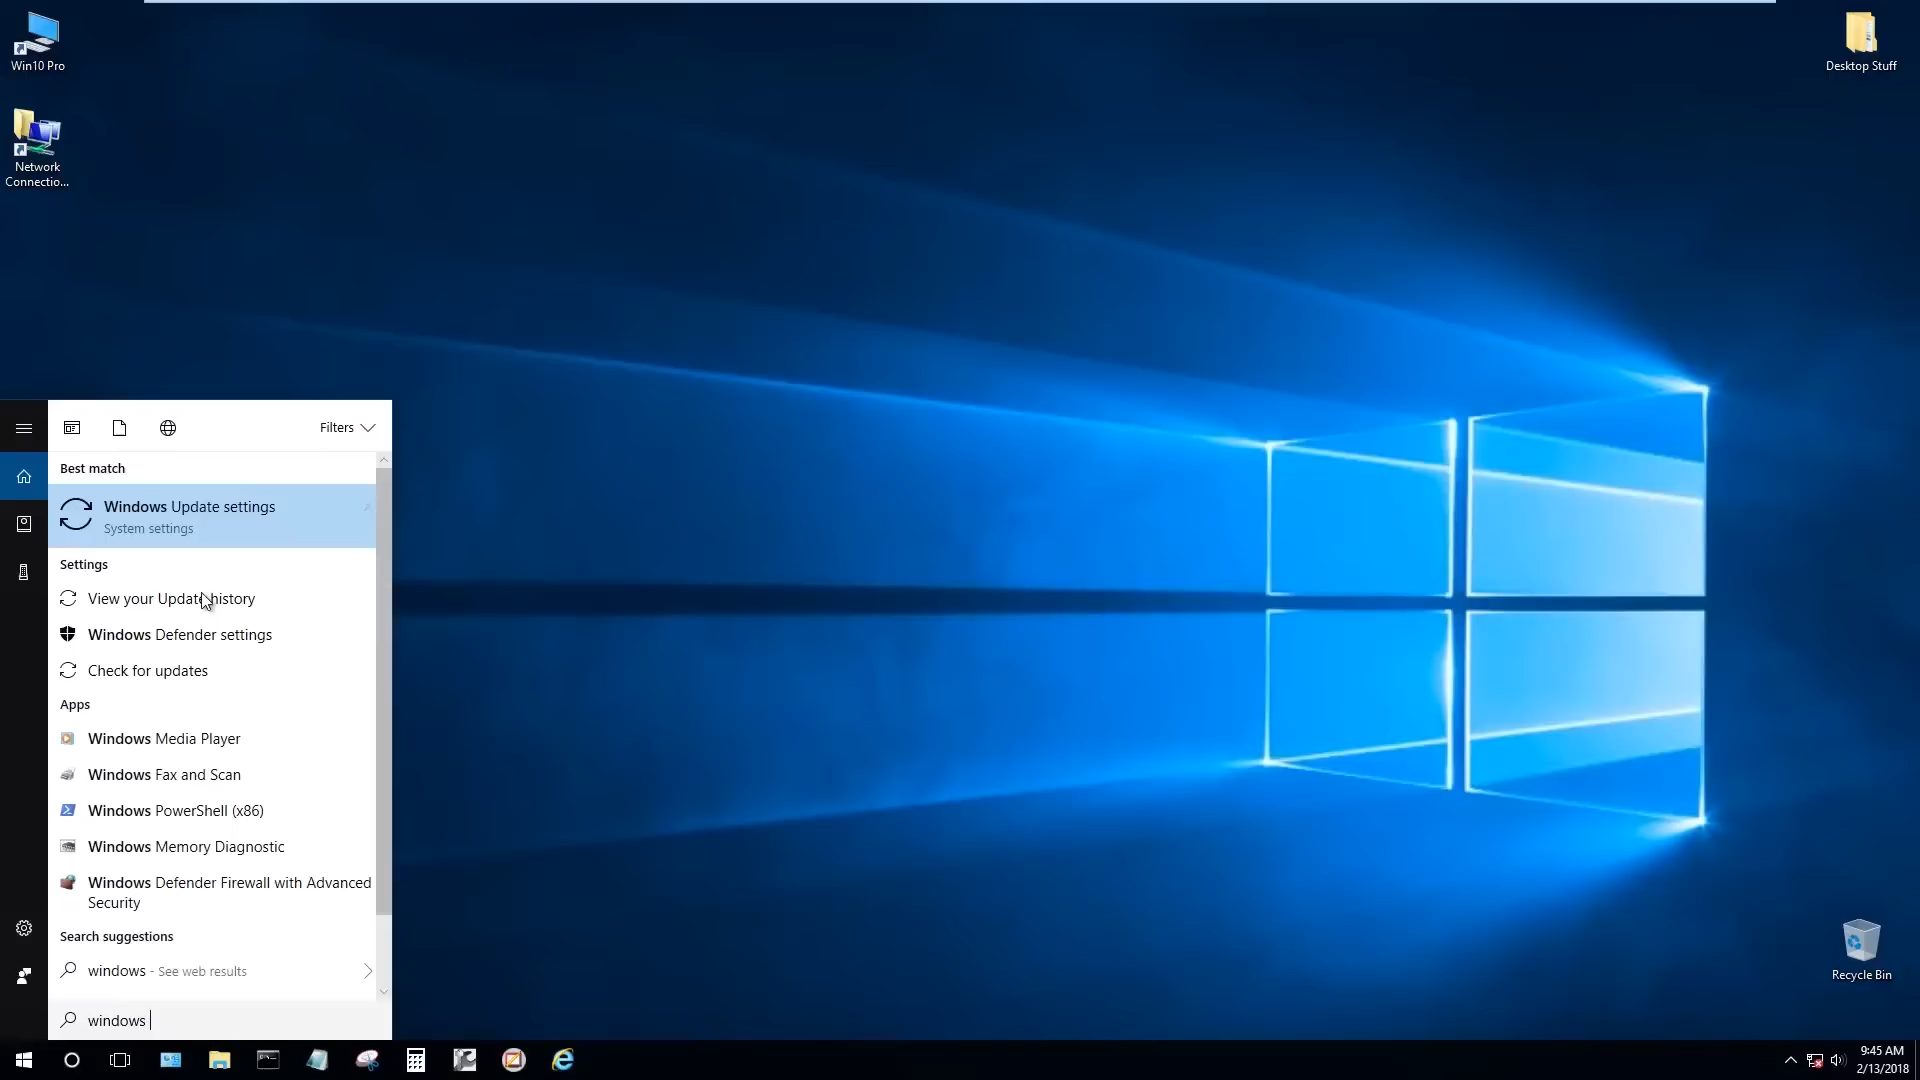 Win10 Pro
Network
Connectio...
Desktop Stuff
Filters
Best match
Windows Update settings
System settings
Settings
View your Update history
Windows Defender settings
Check for updates
Apps
Windows Media Player
Windows Fax and Scan
Windows PowerShell (x86)
Windows Memory Diagnostic
Windows Defender Firewall with Advanced
Security
Search suggestions
windows - See web results
windows
Recycle Bin
9:45 AM
2/13/2018